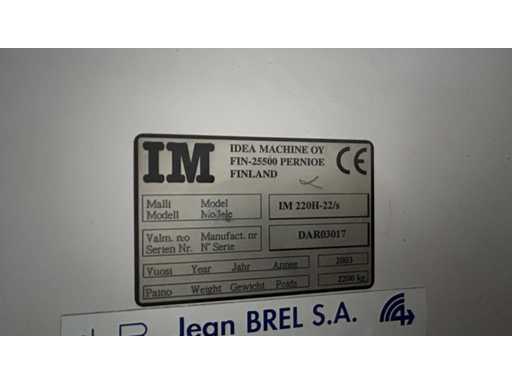 IM
IDEA MACHINE OY
FIN-25500 PERNIOE
FINLAND
CE
Malli Model
Modell Modele
IM 220H-22/s
Valm. no Manufact. nr
Serien Nr. N° Serie
DAR03017
Vuosi Year Jahr Annee
2003
Paino Weight Gewicht Poids
2200 kg
Jean BREL S.A.